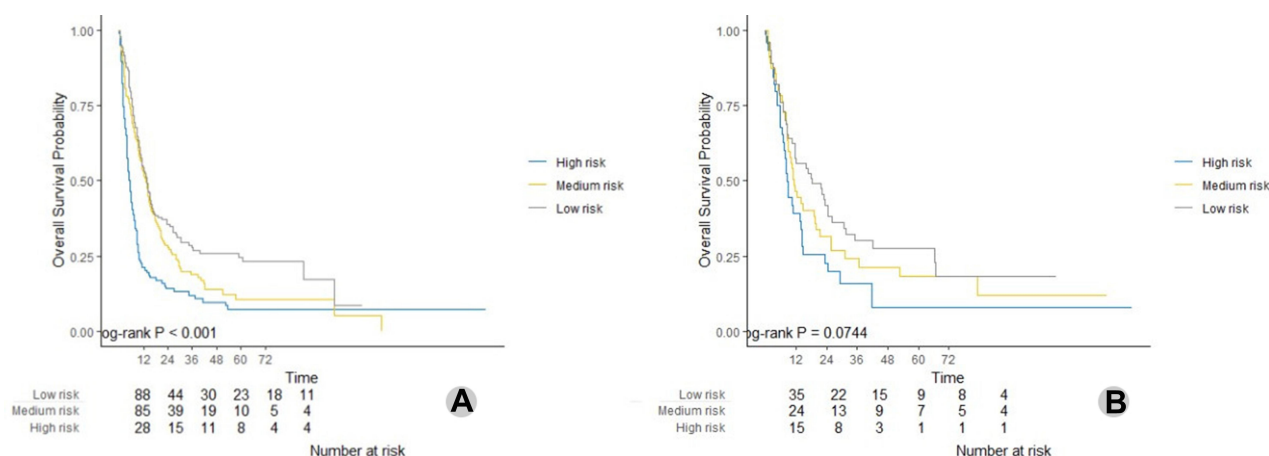 1.00
0.75
0.50
0.25
0.00
Overall Survival Probability
High risk
Medium risk
Low risk
og-rank P < 0.001
12 24 36 48 60 72
Time
Low risk 88 44 30 23 18 11
Medium risk 85 39 19 10 5 4
High risk 28 15 11 8 4 4
Number at risk
A
1.00
0.75
0.50
0.25
0.00
Overall Survival Probability
High risk
Medium risk
Low risk
og-rank P = 0.0744
12 24 36 48 60 72
Time
Low risk 35 22 15 9 8 4
Medium risk 24 13 9 7 5 4
High risk 15 8 3 1 1 1
Number at risk
B